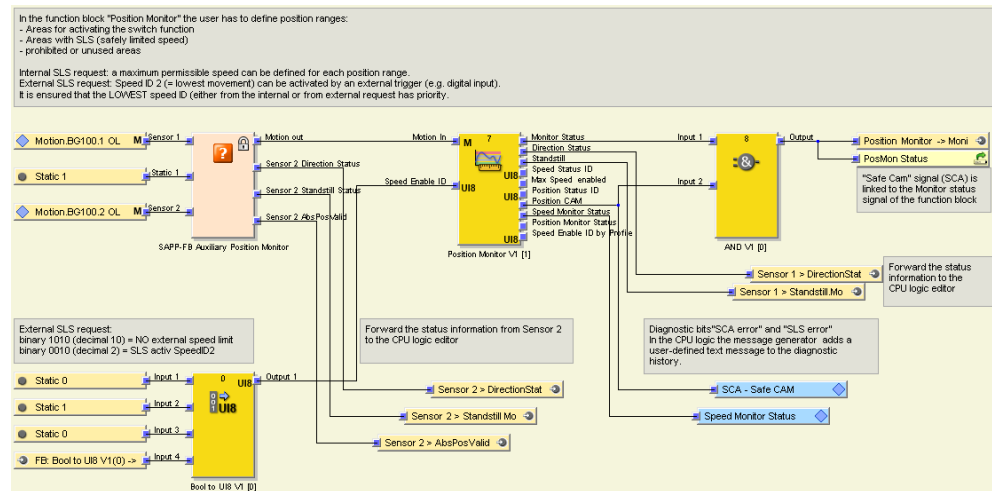 In the function block "Position Monitor" the user has to define position ranges:
- Areas for activating the switch function
- Areas with SLS (safely limited speed)
- prohibited or unused areas
Internal SLS request: a maximum permissible speed can be defined for each position range.
External SLS request: Speed ID 2 (= lowest movement) can be activated by an external trigger (e.g. digital input).
It is ensured that the LOWEST speed ID (either from the internal or from external request has priority.
Motion.BG100.1 OL M
Sensor 1
Static 1
Static 1
Motion.BG100.2 OL M
Sensor 2
Motion out
Sensor 2 Direction Status
Sensor 2 Standstill Status
Sensor 2 AbsPosValid
SAPP-FB Auxiliary Position Monitor
Motion In
Speed Enable ID
M 7
UI8
UI8
UI8
UI8
Monitor Status
Direction Status
Standstill
Speed Status ID
Max Speed enabled
Position Status ID
Position CAM
Speed Monitor Status
Position Monitor Status
Speed Enable ID by Profile
Position Monitor V1 [1]
Input 1
Input 2
8
&
Output
AND V1 [0]
Position Monitor -> Moni
PosMon Status
"Safe Cam" signal (SCA) is
linked to the Monitor status
signal of the function block
Sensor 1 > DirectionStat
Sensor 1 > Standstill.Mo
Forward the status
information to the
CPU logic editor
External SLS request:
binary 1010 (decimal 10) = NO external speed limit
binary 0010 (decimal 2) = SLS activ SpeedID2
Forward the status information from Sensor 2
to the CPU logic editor
Diagnostic bits"SCA error" and "SLS error"
In the CPU logic the message generator adds a
user-defined text message to the diagnostic
history.
Static 0
Input 1
Static 1
Input 2
Static 0
Input 3
FB: Bool to UI8 V1(0) ->
Input 4
0
UI8
UI8
Output 1
Bool to UI8 V1 [0]
Sensor 2 > DirectionStat
Sensor 2 > Standstill Mo
Sensor 2 > AbsPosValid
SCA - Safe CAM
Speed Monitor Status